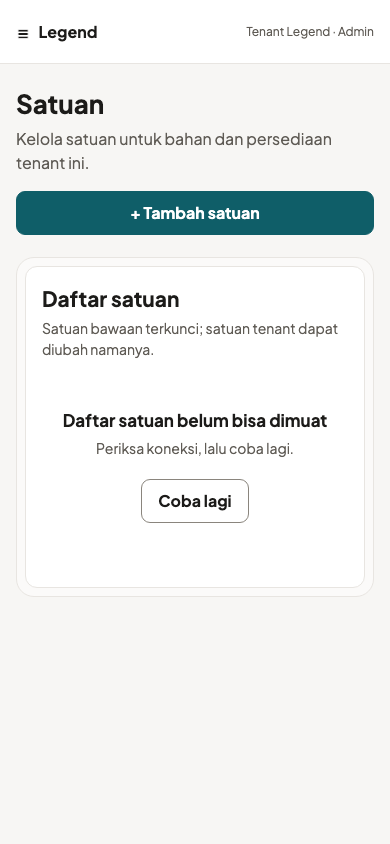 ≡ Legend
Tenant Legend · Admin
Satuan
Kelola satuan untuk bahan dan persediaan
tenant ini.
+ Tambah satuan
Daftar satuan
Satuan bawaan terkunci; satuan tenant dapat
diubah namanya.
Daftar satuan belum bisa dimuat
Periksa koneksi, lalu coba lagi.
Coba lagi